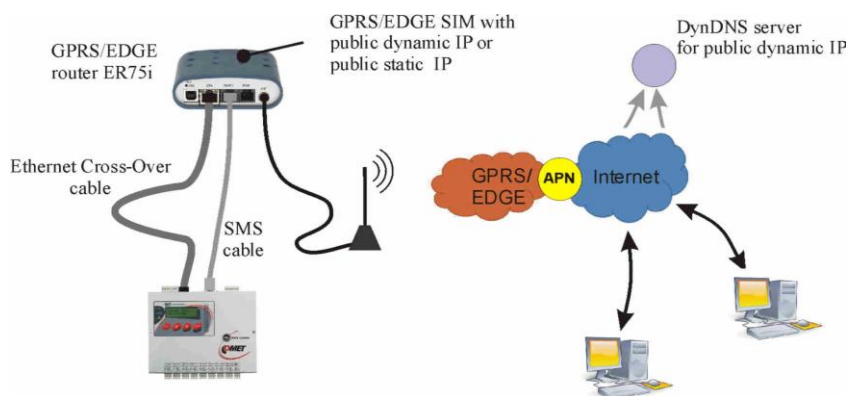 GPRS/EDGE
router ER75i
GPRS/EDGE SIM with
public dynamic IP or
public static IP
DynDNS server
for public dynamic IP
Ethernet Cross-Over
cable
SMS
cable
GPRS/
EDGE
APN
Internet